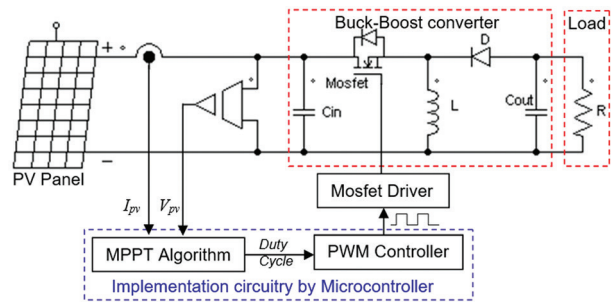 Buck-Boost converter
Load
+
D
Mosfet
Cin
L
Cout
R
−
PV Panel
Ipv
Vpv
Mosfet Driver
MPPT Algorithm
Duty
Cycle
PWM Controller
Implementation circuitry by Microcontroller